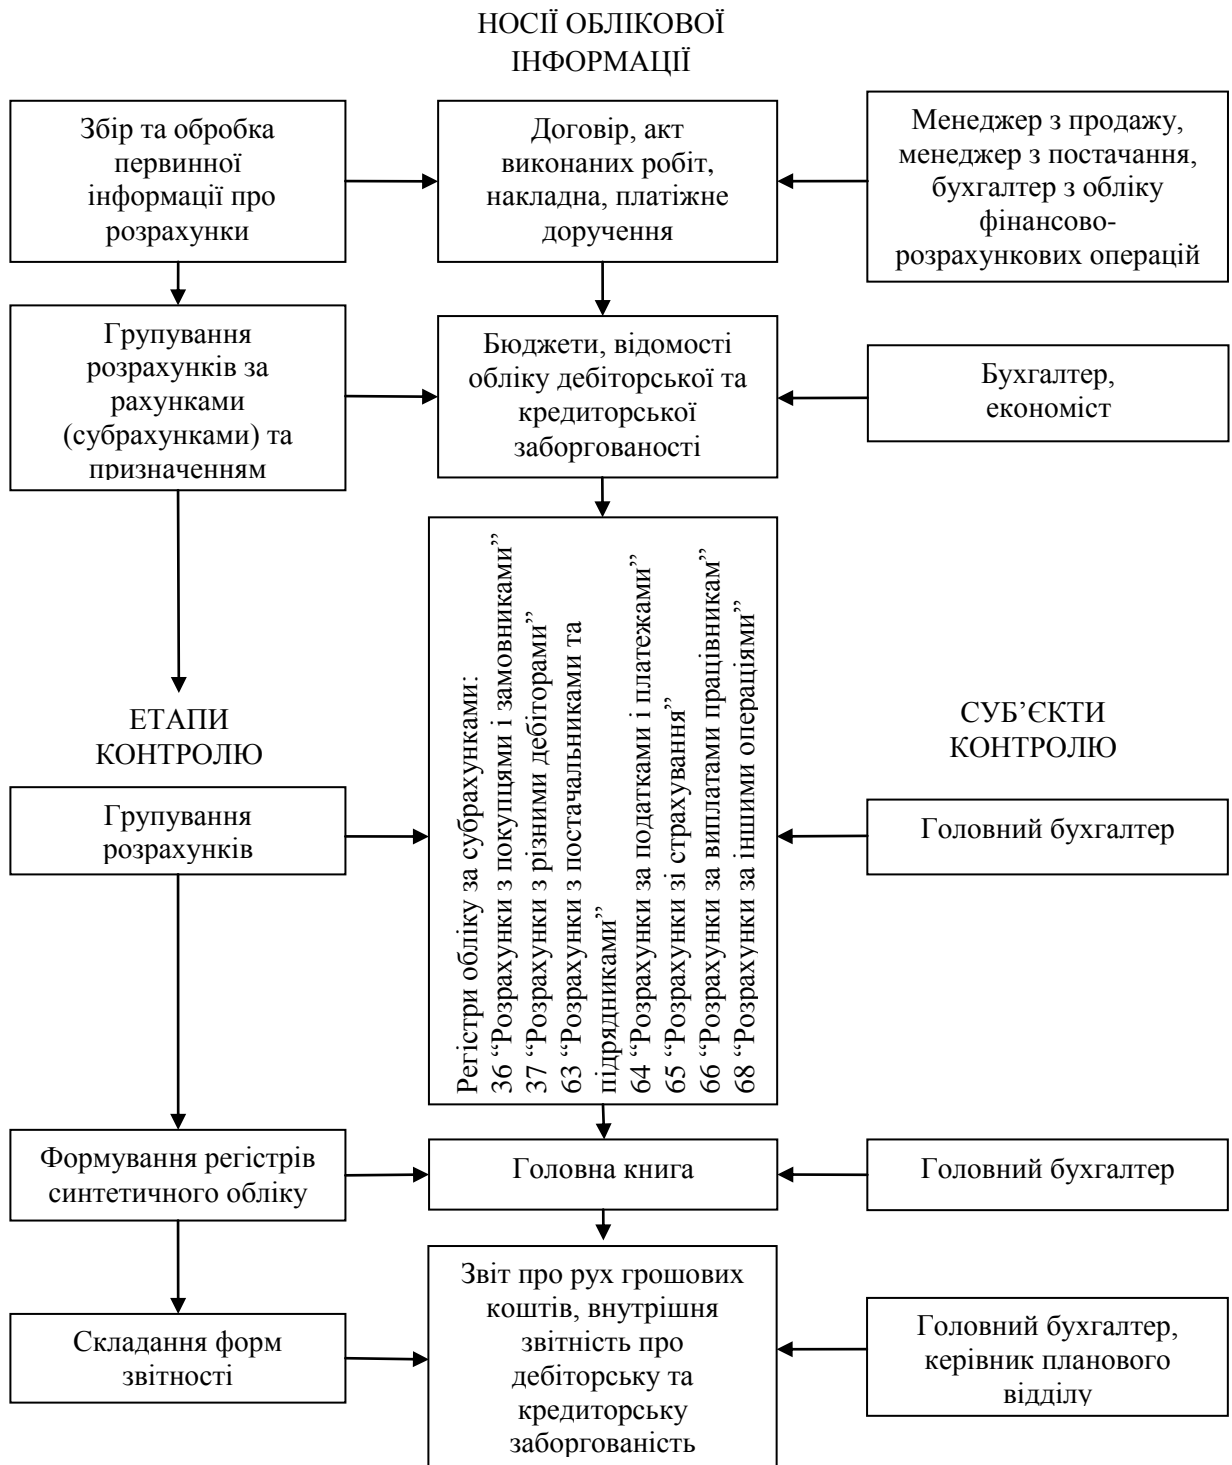 НОСІЇ ОБЛІКОВОЇ
ІНФОРМАЦІЇ
Збір та обробка
первинної
інформації про
розрахунки
Договір, акт
виконаних робіт,
накладна, платіжне
доручення
Менеджер з продажу,
менеджер з постачання,
бухгалтер з обліку
фінансово-
розрахункових операцій
Групування
розрахунків за
рахунками
(субрахунками) та
призначенням
Бюджети, відомості
обліку дебіторської та
кредиторської
заборгованості
Бухгалтер,
економіст
Регістри обліку за субрахунками:
36 “Розрахунки з покупцями і замовниками”
37 “Розрахунки з різними дебіторами”
63 “Розрахунки з постачальниками та
підрядниками”
64 “Розрахунки за податками і платежами”
65 “Розрахунки зі страхування”
66 “Розрахунки за виплатами працівникам”
68 “Розрахунки за іншими операціями”
ЕТАПИ
КОНТРОЛЮ
СУБ’ЄКТИ
КОНТРОЛЮ
Групування
розрахунків
Головний бухгалтер
Формування регістрів
синтетичного обліку
Головна книга
Головний бухгалтер
Складання форм
звітності
Звіт про рух грошових
коштів, внутрішня
звітність про
дебіторську та
кредиторську
заборгованість
Головний бухгалтер,
керівник планового
відділу